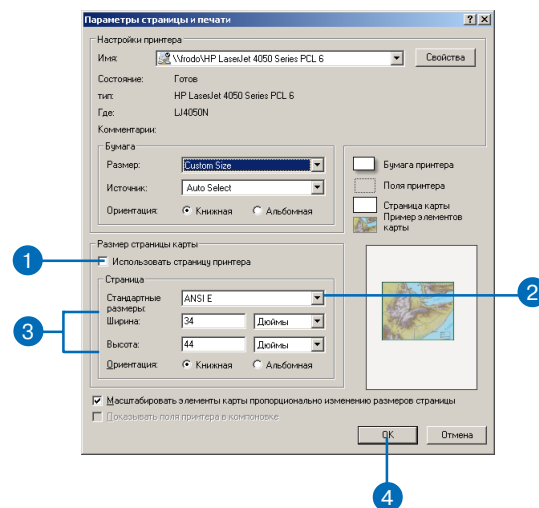 Параметры страницы и печати
Настройки принтера
Имя: \\frodo\HP LaserJet 4050 Series PCL 6 Свойства
Состояние: Готов
тип: HP LaserJet 4050 Series PCL 6
Где: LJ4050N
Комментарии:
Бумага
Размер: Custom Size
Источник: Auto Select
Ориентация: Книжная Альбомная
Бумага принтера
Поля принтера
Страница карты
Пример элементов
карты
Размер страницы карты
1 Использовать страницу принтера
Страница
Стандартные
размеры: ANSI E 2
3
Ширина: 34 Дюймы
Высота: 44 Дюймы
Ориентация: Книжная Альбомная
Масштабировать элементы карты пропорционально изменению размеров страницы
Показывать поля принтера в компоновке
OK Отмена
4